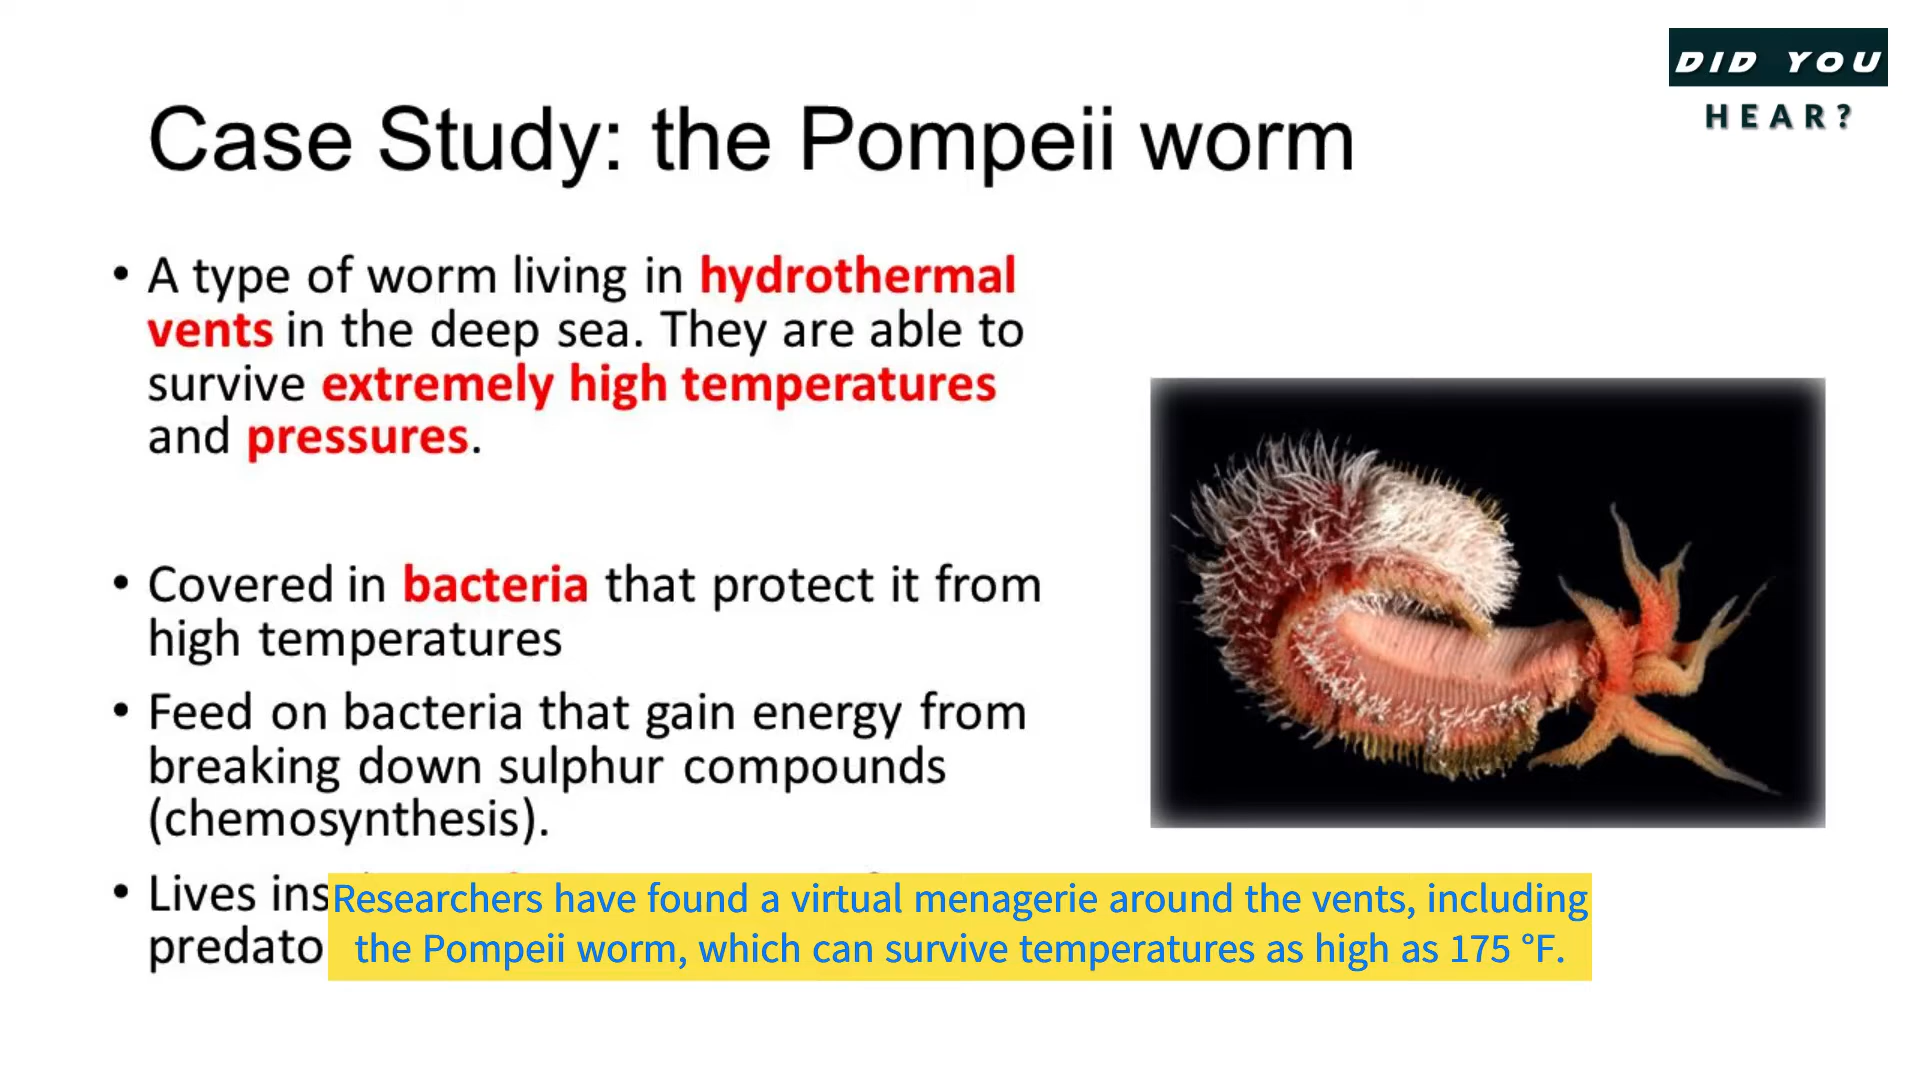 DID YOU
HEAR?
Case Study: the Pompeii worm
• A type of worm living in hydrothermal
vents in the deep sea. They are able to
survive extremely high temperatures
and pressures.
• Covered in bacteria that protect it from
high temperatures
• Feed on bacteria that gain energy from
breaking down sulphur compounds
(chemosynthesis).
• Lives
Researchers have found a virtual menagerie around the vents, including
the Pompeii worm, which can survive temperatures as high as 175 °F.